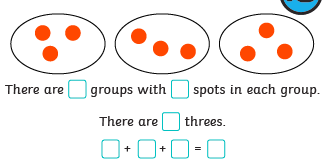 There are □ groups with □ spots in each group.
There are □ threes.
□ + □ + □ = □